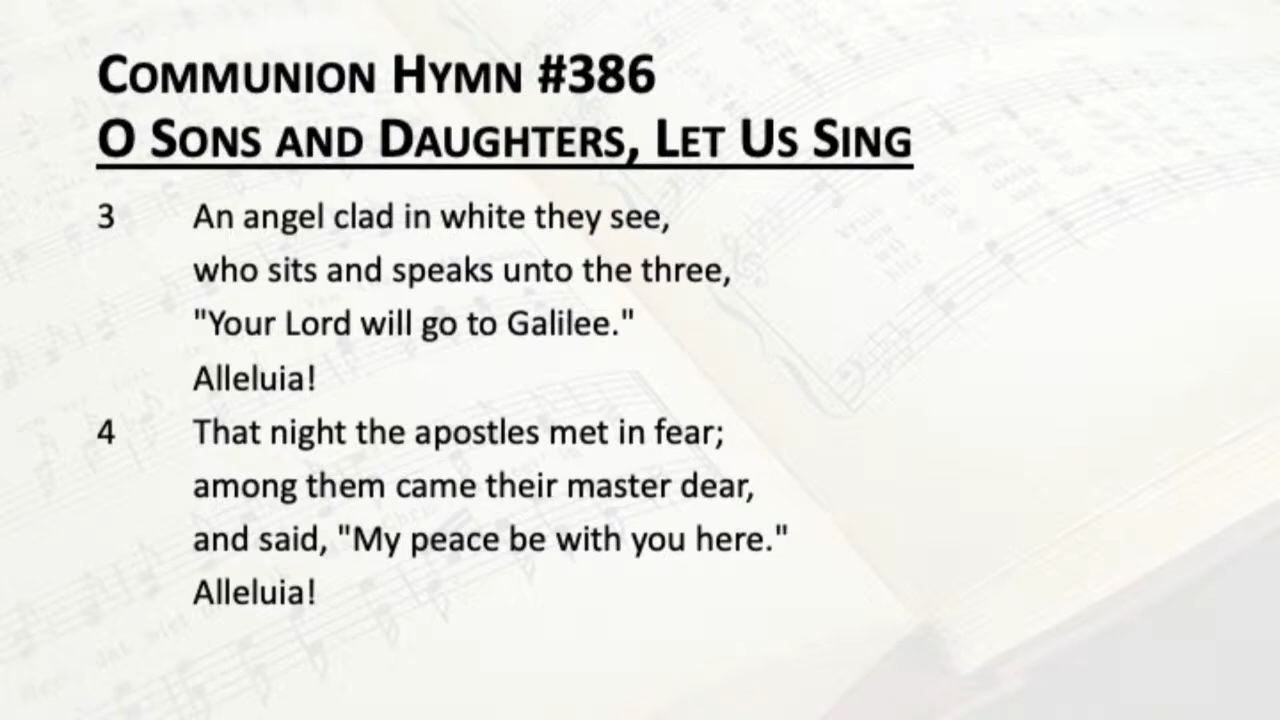 COMMUNION HYMN #386
O SONS AND DAUGHTERS, LET US SING
3 An angel clad in white they see,
who sits and speaks unto the three,
"Your Lord will go to Galilee."
Alleluia!
4 That night the apostles met in fear;
among them came their master dear,
and said, "My peace be with you here."
Alleluia!